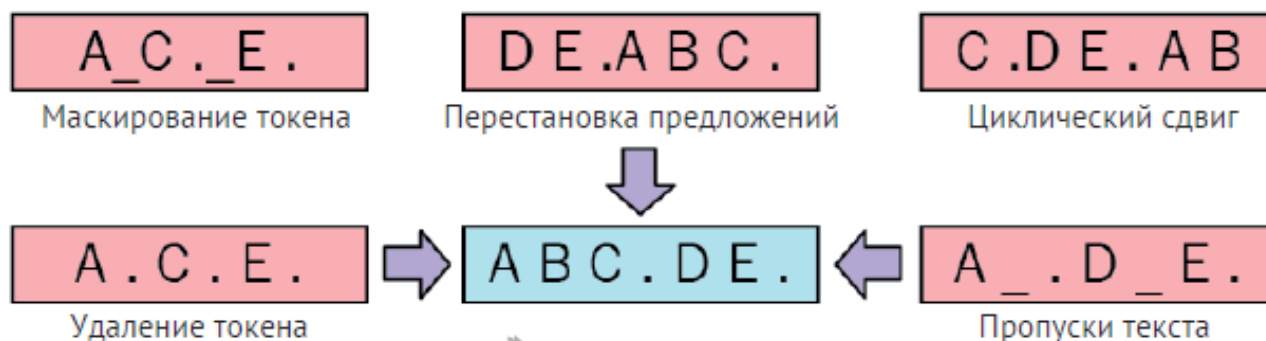 A_C._E. DE.ABC. C.DE.AB
Маскирование токена Перестановка предложений Циклический сдвиг
A.C.E. ABC.DE. A_.D_E.
Удаление токена Пропуски текста